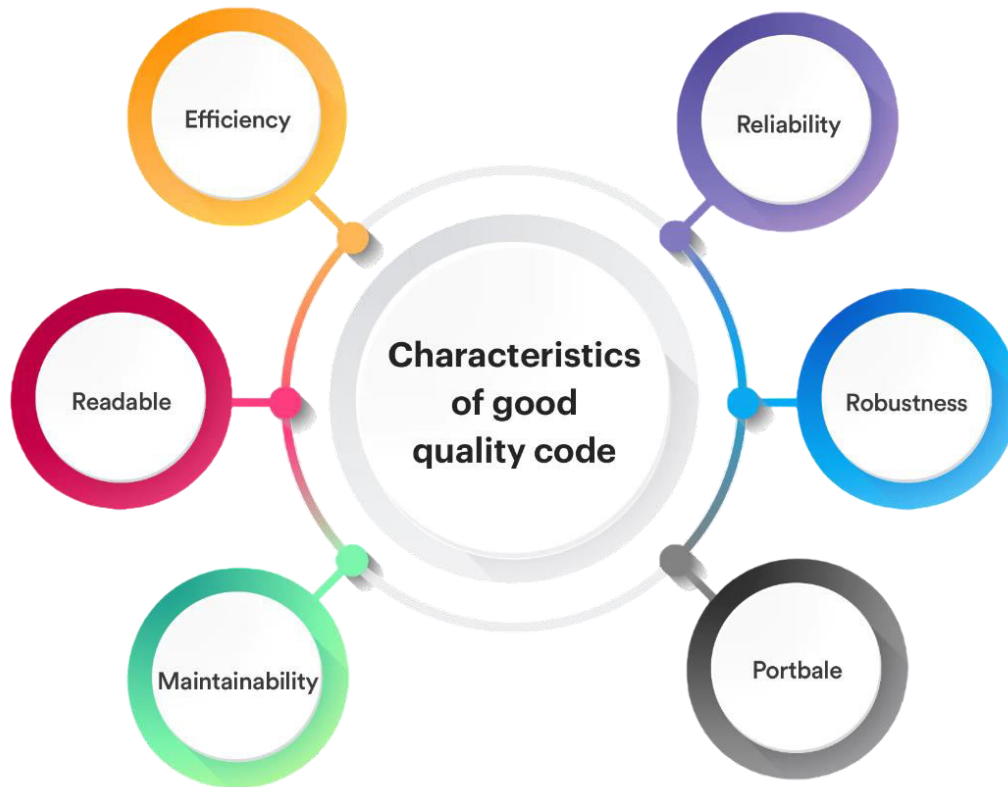 Efficiency
Reliability
Readable
Characteristics
of good
quality code
Robustness
Maintainability
Portbale